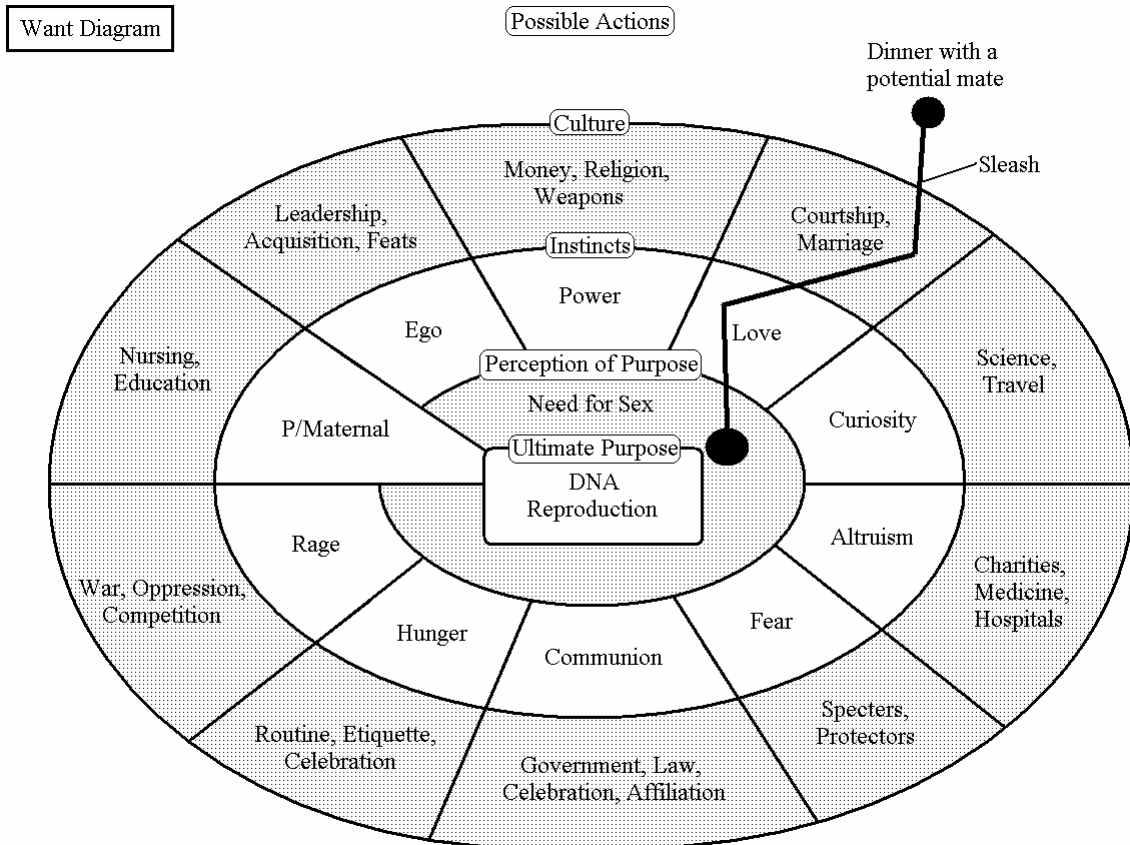 Want Diagram
Possible Actions
Dinner with a
potential mate
Sleash
Culture
Money, Religion,
Weapons
Leadership,
Acquisition, Feats
Courtship,
Marriage
Instincts
Power
Ego
Love
Nursing,
Education
Science,
Travel
Perception of Purpose
Need for Sex
P/Maternal
Curiosity
Ultimate Purpose
DNA
Reproduction
Rage
Altruism
War, Oppression,
Competition
Charities,
Medicine,
Hospitals
Hunger
Communion
Fear
Routine, Etiquette,
Celebration
Government, Law,
Celebration, Affiliation
Specters,
Protectors